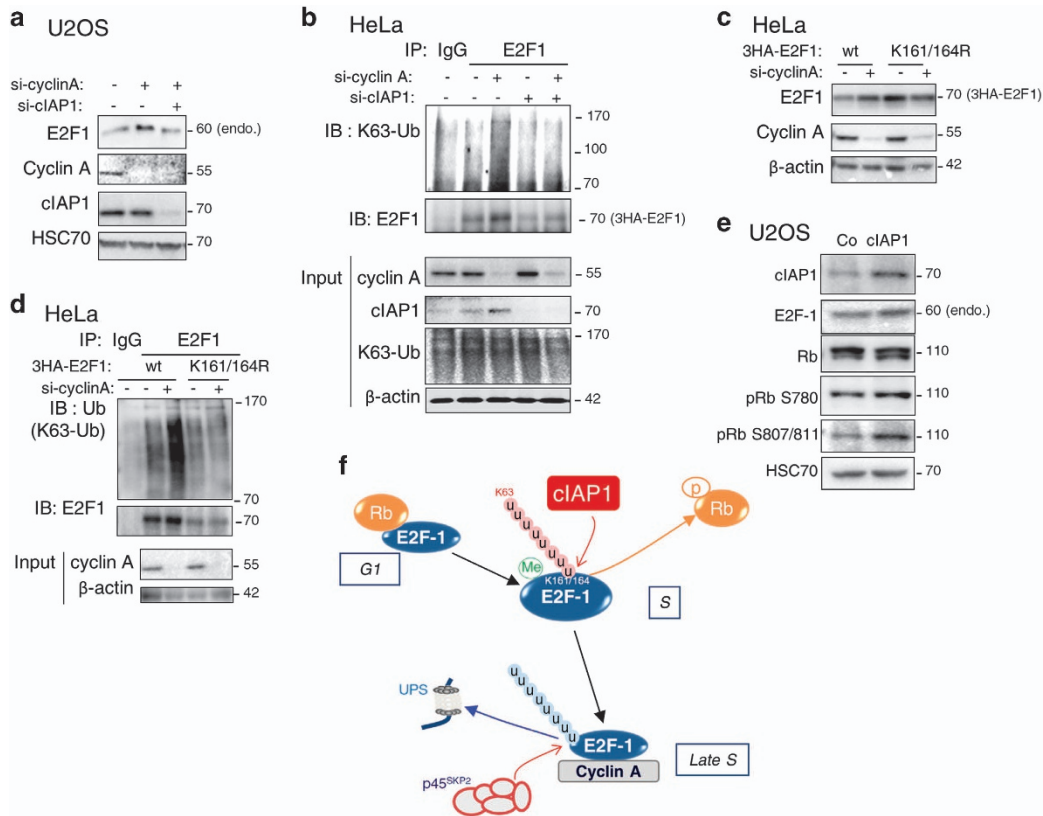 a
U2OS
si-cyclinA: - + +
si-cIAP1: - - +
E2F1 - 60 (endo.)
Cyclin A - 55
cIAP1 - 70
HSC70 70
b
HeLa
IP: IgG E2F1
si-cyclin A: - - + - +
si-cIAP1: - - - + +
IB : K63-Ub
- 170
- 100
- 70
IB: E2F1 - 70 (3HA-E2F1)
Input
cyclin A - 55
cIAP1 - 70
K63-Ub 170
β-actin - 42
c
HeLa
3HA-E2F1: wt K161/164R
si-cyclinA: - + - +
E2F1 - 70 (3HA-E2F1)
Cyclin A - 55
β-actin - 42
d
HeLa
IP: IgG E2F1
3HA-E2F1: wt K161/164R
si-cyclinA: - - + - +
IB : Ub
(K63-Ub)
- 170
- 70
IB: E2F1 - 70
Input
cyclin A - 55
β-actin - 42
e
U2OS
Co cIAP1
cIAP1 - 70
E2F-1 - 60 (endo.)
Rb - 110
pRb S780 - 110
pRb S807/811 - 110
HSC70 - 70
f
Rb
E2F-1
G1
K63
uuuuuuuuu
cIAP1
Me
K161/164
E2F-1
S
p
Rb
UPS
uuuuuuuuu
E2F-1
Cyclin A
Late S
p45SKP2